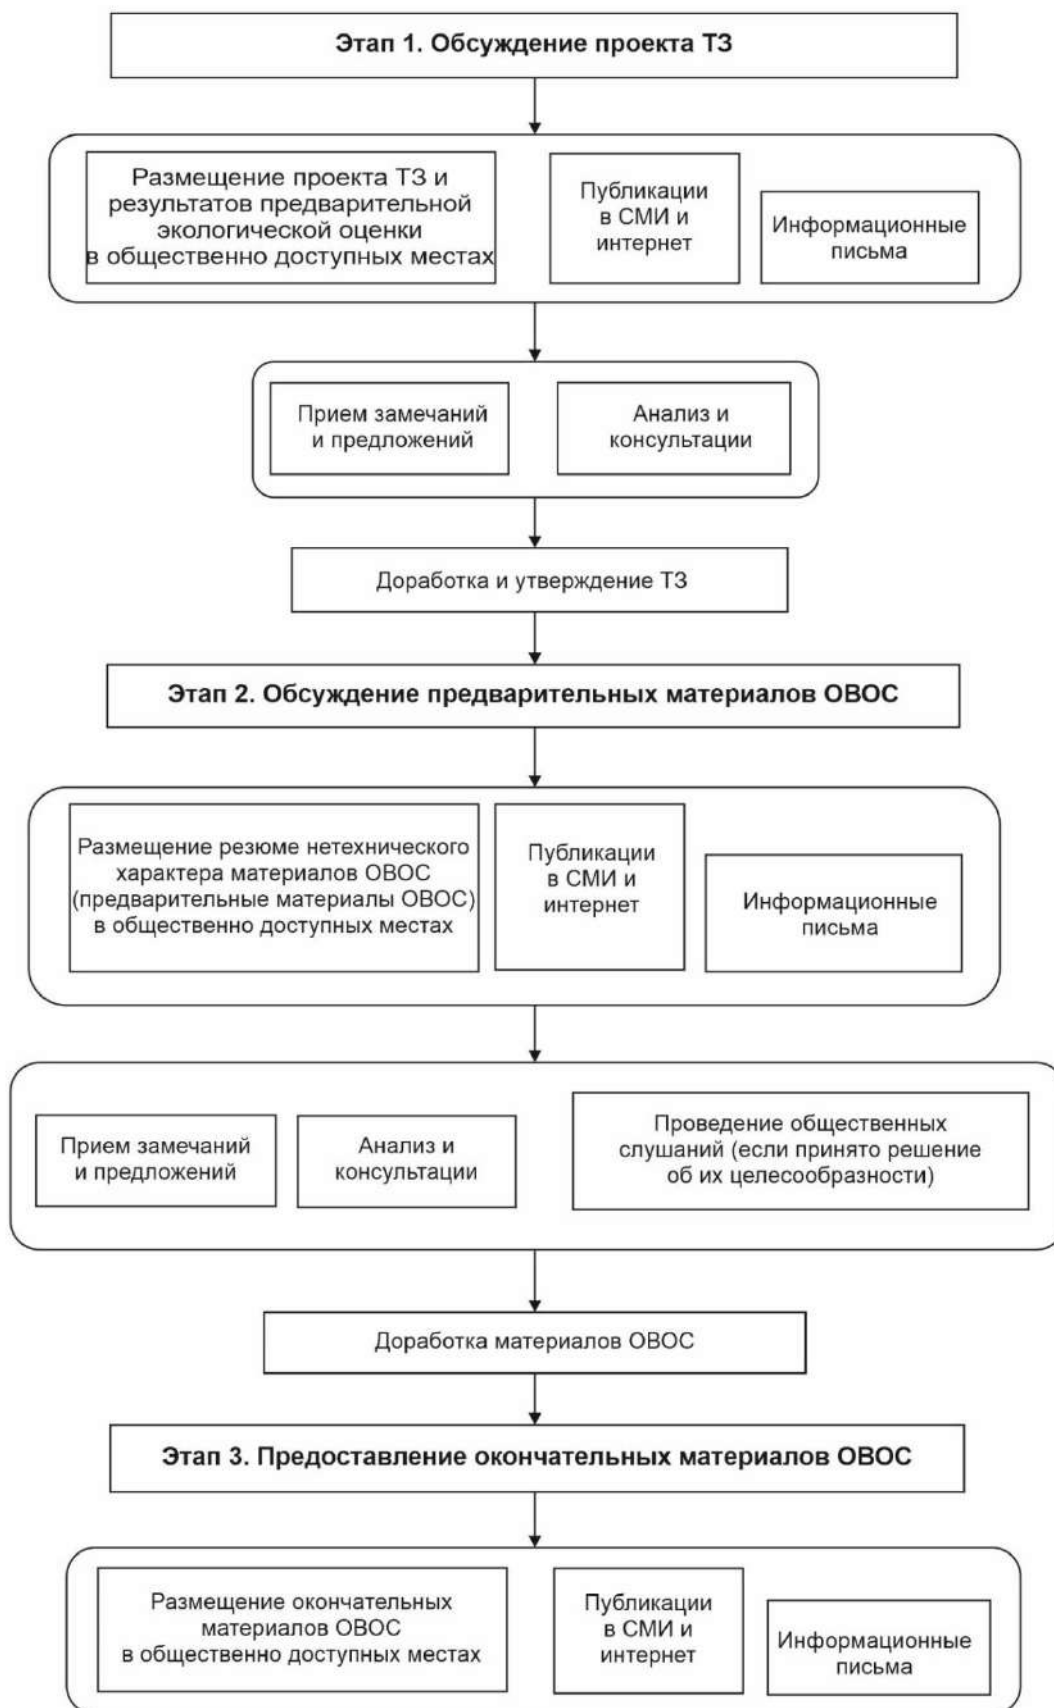 Этап 1. Обсуждение проекта ТЗ
Размещение проекта ТЗ и
результатов предварительной
экологической оценки
в общественно доступных местах
Публикации
в СМИ и
интернет
Информационные
письма
Прием замечаний
и предложений
Анализ и
консультации
Доработка и утверждение ТЗ
Этап 2. Обсуждение предварительных материалов ОВОС
Размещение резюме нетехнического
характера материалов ОВОС
(предварительные материалы ОВОС)
в общественно доступных местах
Публикации
в СМИ и
интернет
Информационные
письма
Прием замечаний
и предложений
Анализ и
консультации
Проведение общественных
слушаний (если принято решение
об их целесообразности)
Доработка материалов ОВОС
Этап 3. Предоставление окончательных материалов ОВОС
Размещение окончательных
материалов ОВОС
в общественно доступных местах
Публикации
в СМИ и
интернет
Информационные
письма